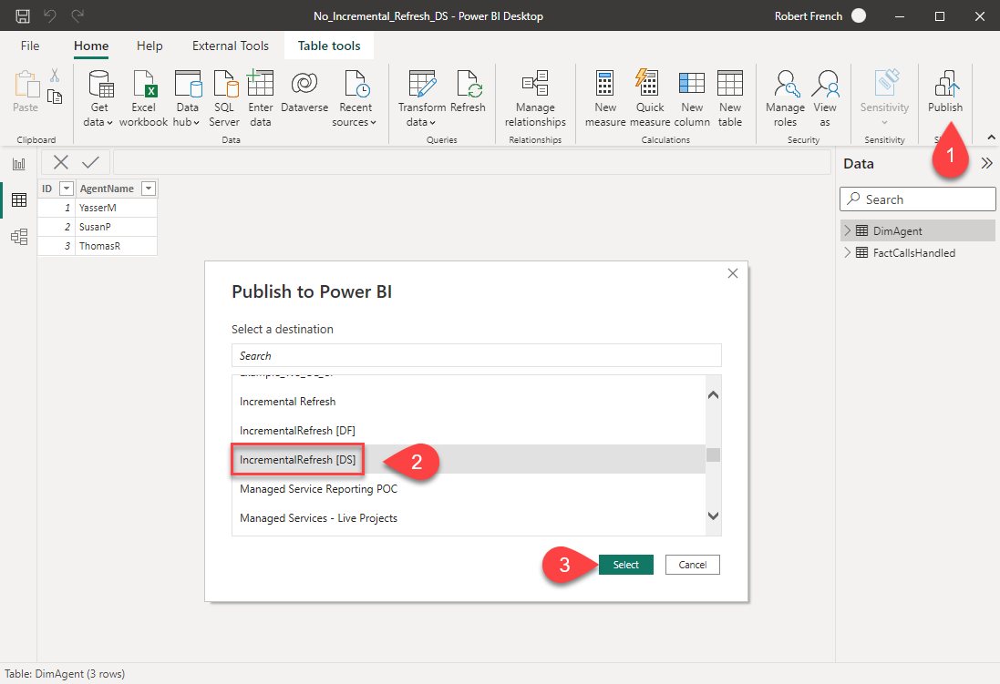 No_Incremental_Refresh_DS - Power BI Desktop
Robert French
File Home Help External Tools Table tools
Paste
Get data
Excel workbook
Data hub
SQL Server
Enter data
Dataverse
Recent sources
Transform data
Refresh
Manage relationships
New measure
Quick measure
New column
New table
Manage roles
View as
Sensitivity
Publish
Clipboard Data Queries Relationships Calculations Security Sensitivity
1
ID AgentName
1 YasserM
2 SusanP
3 ThomasR
Data
Search
DimAgent
FactCallsHandled
Publish to Power BI
Select a destination
Search
Incremental Refresh
IncrementalRefresh [DF]
IncrementalRefresh [DS]
2
Managed Service Reporting POC
Managed Services - Live Projects
3
Select Cancel
Table: DimAgent (3 rows)